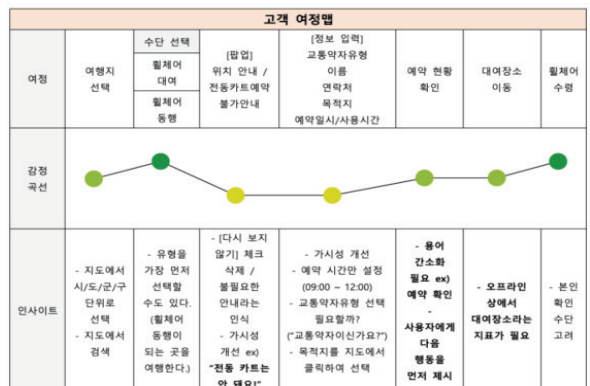 고객 여정맵
여정
여행지
선택
수단 선택
휠체어
대여
휠체어
동행
[팝업]
위치 안내 /
전동카트예약
불가안내
[정보 입력]
교통약자유형
이름
연락처
목적지
예약일시/사용시간
예약 현황
확인
대여장소
이동
휠체어
수령
감정
곡선
인사이트
- 지도에서
시/도/군/구
단위로
선택
- 지도에서
검색
- 유형을
가장 먼저
선택할
수도 있다.
(휠체어
동행이
되는 곳을
여행한다.)
- [다시 보지
않기] 체크
삭제 /
불필요한
안내라는
인식
- 가시성
개선 ex)
"전동 카트는
안 돼요!"
- 가시성 개선
- 예약 시간만 설정
(09:00 ~ 12:00)
- 교통약자유형 선택
필요할까?
("교통약자이신가요?")
- 목적지를 지도에서
클릭하여 선택
- 용어
간소화
필요 ex)
예약 확인
-
사용자에게
다음
행동을
먼저 제시
- 오프라인
상에서
대여장소라는
지표가 필요
- 본인
확인
수단
고려